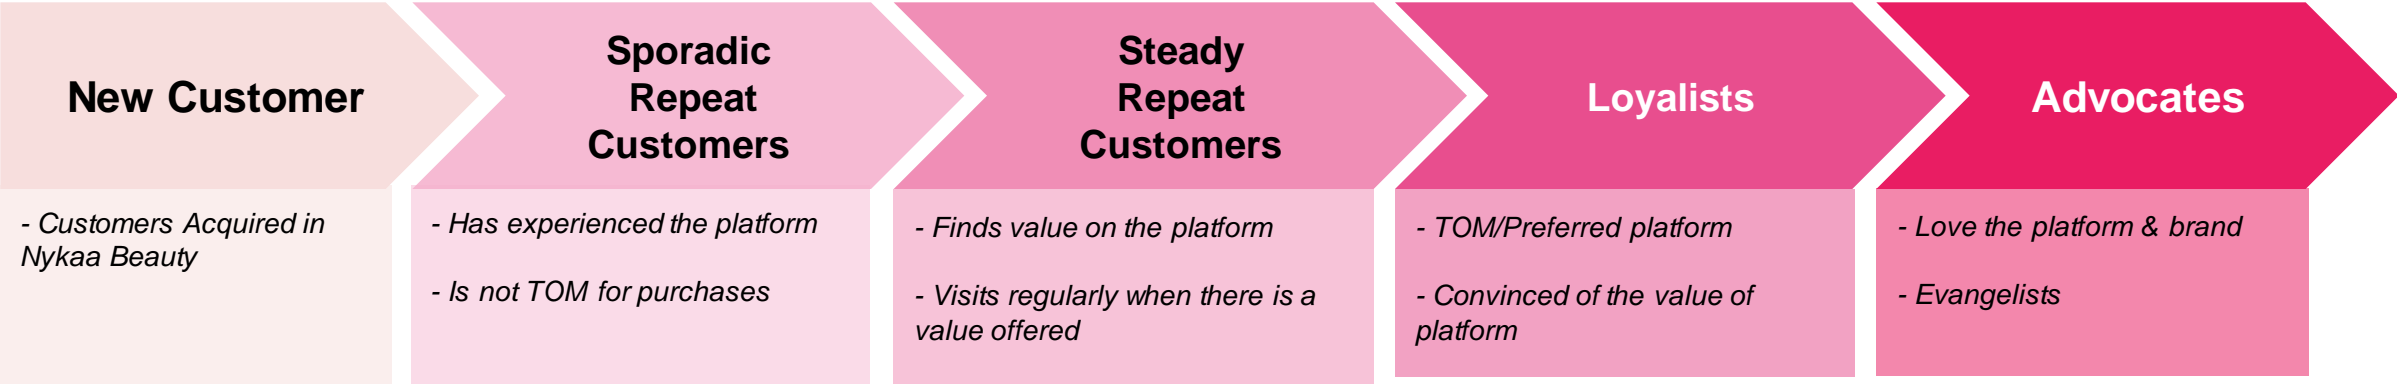 New Customer
- Customers Acquired in
Nykaa Beauty
Sporadic
Repeat
Customers
- Has experienced the platform
- Is not TOM for purchases
Steady
Repeat
Customers
- Finds value on the platform
- Visits regularly when there is a
value offered
Loyalists
- TOM/Preferred platform
- Convinced of the value of
platform
Advocates
- Love the platform & brand
- Evangelists